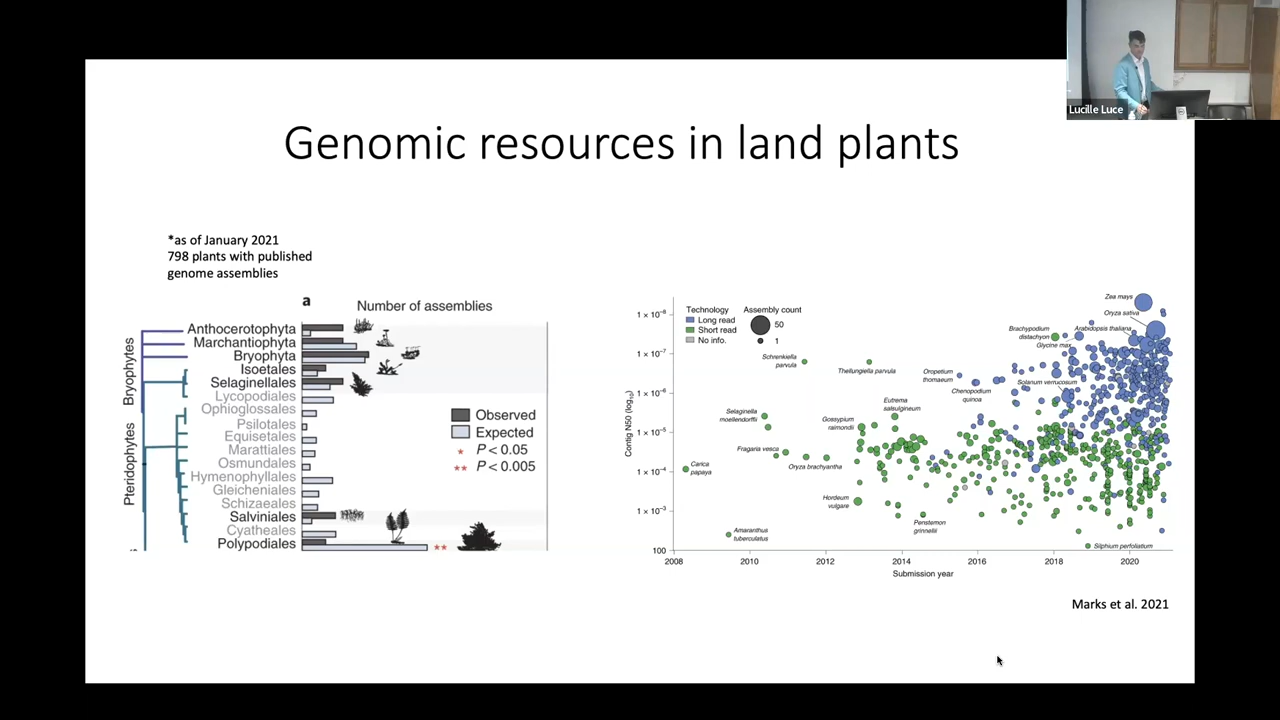 Lucille Luce
Genomic resources in land plants
*as of January 2021
798 plants with published
genome assemblies
a
Number of assemblies
Bryophytes
Pteridophytes
Anthocerotophyta
Marchantiophyta
Bryophyta
Isoetales
Selaginellales
Lycopodiales
Ophioglossales
Psilotales
Equisetales
Marattiales
Osmundales
Hymenophyllales
Gleicheniales
Schizaeales
Salviniales
Cyatheales
Polypodiales
Observed
Expected
* P < 0.05
** P < 0.005
**
Technology
Long read
Short read
No info.
Assembly count
50
1
Contig N50 (log10)
1 × 10⁻⁸
1 × 10⁻⁷
1 × 10⁻⁶
1 × 10⁻⁵
1 × 10⁻⁴
1 × 10⁻³
100
Zea mays
Oryza sativa
Brachypodium
distachyon
Arabidopsis thaliana
Glycine max
Schrenkiella
parvula
Thellungiella parvula
Oropetium
thomaeum
Chenopodium
quinoa
Solanum verrucosum
Eutrema
salsugineum
Selaginella
moellendorffii
Gossypium
raimondii
Fragaria vesca
Oryza brachyantha
Carica
papaya
Hordeum
vulgare
Penstemon
grinnellii
Amaranthus
tuberculatus
Silphium perfoliatum
2008
2010
2012
2014
2016
2018
2020
Submission year
Marks et al. 2021